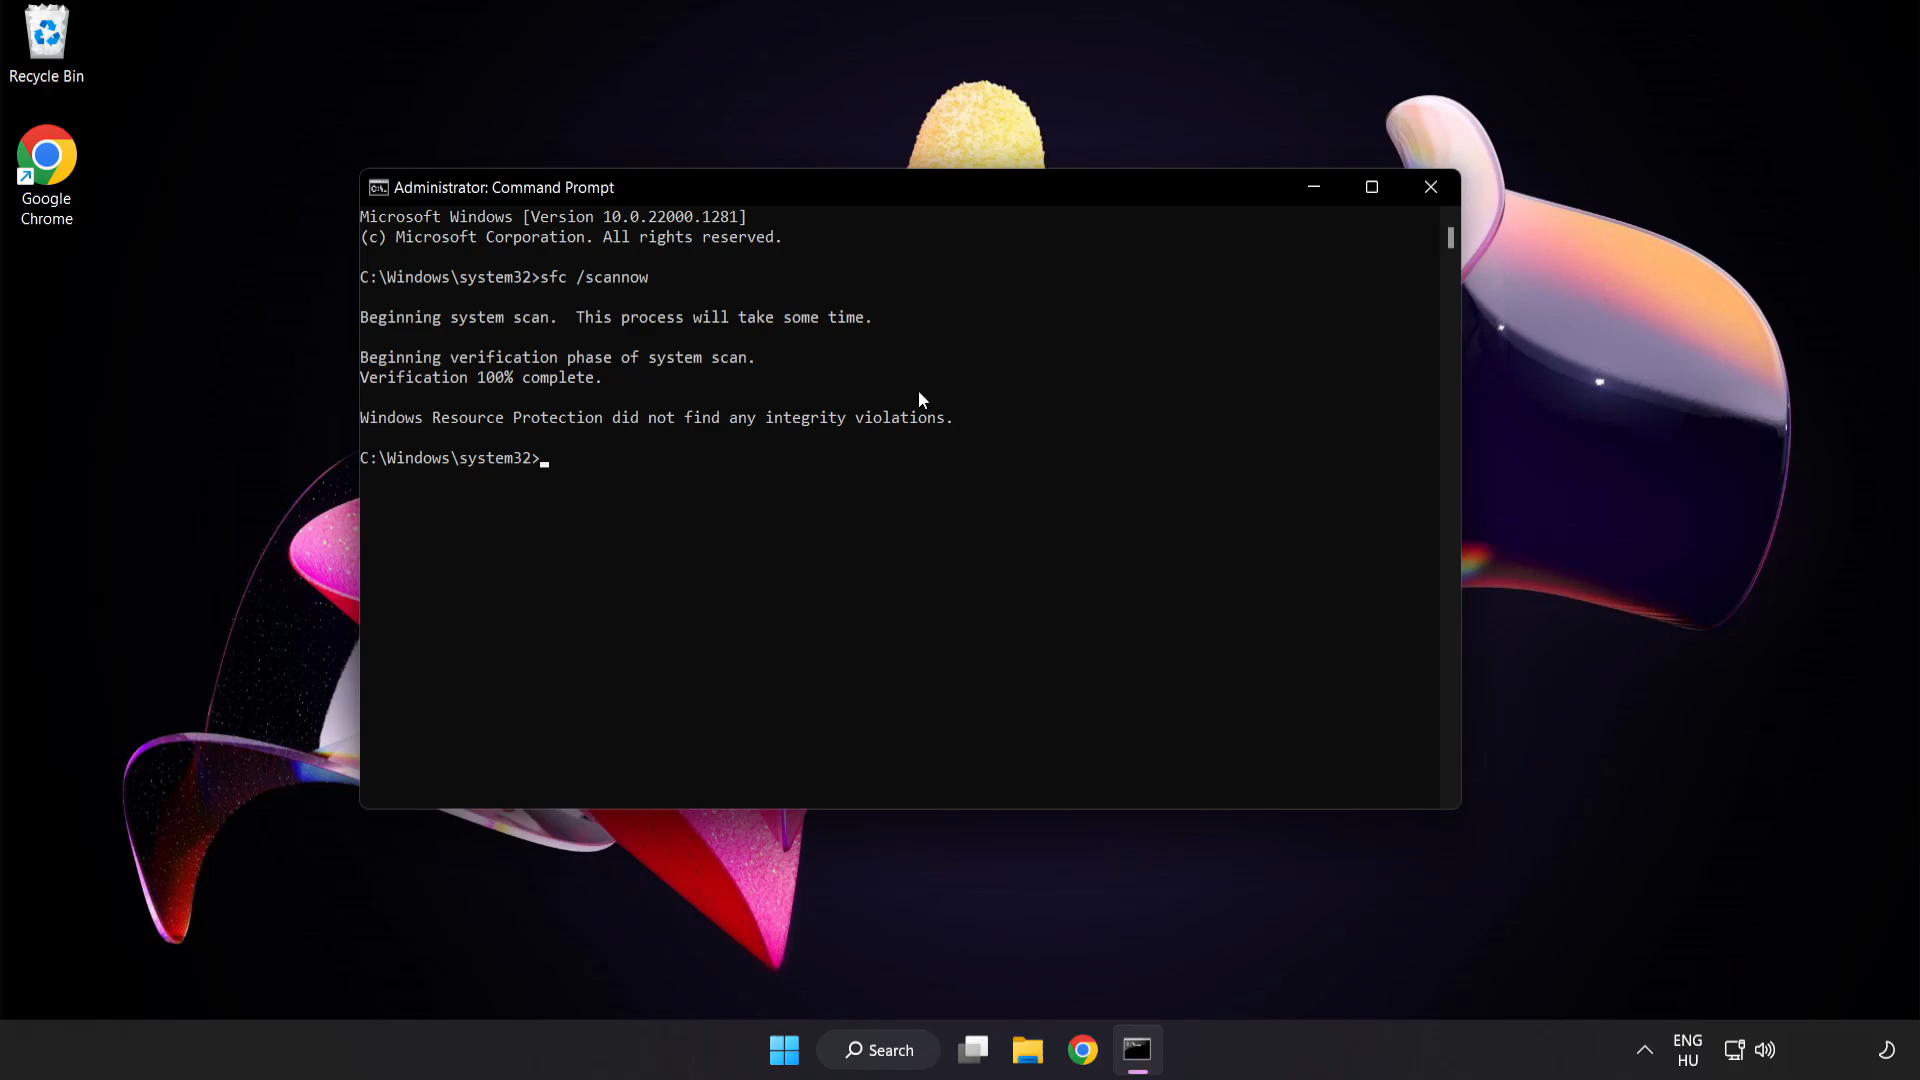 Recycle Bin
Google
Chrome
Administrator: Command Prompt
Microsoft Windows [Version 10.0.22000.1281]
(c) Microsoft Corporation. All rights reserved.
C:\Windows\system32>sfc /scannow
Beginning system scan.  This process will take some time.
Beginning verification phase of system scan.
Verification 100% complete.
Windows Resource Protection did not find any integrity violations.
C:\Windows\system32>
Search
ENG
HU